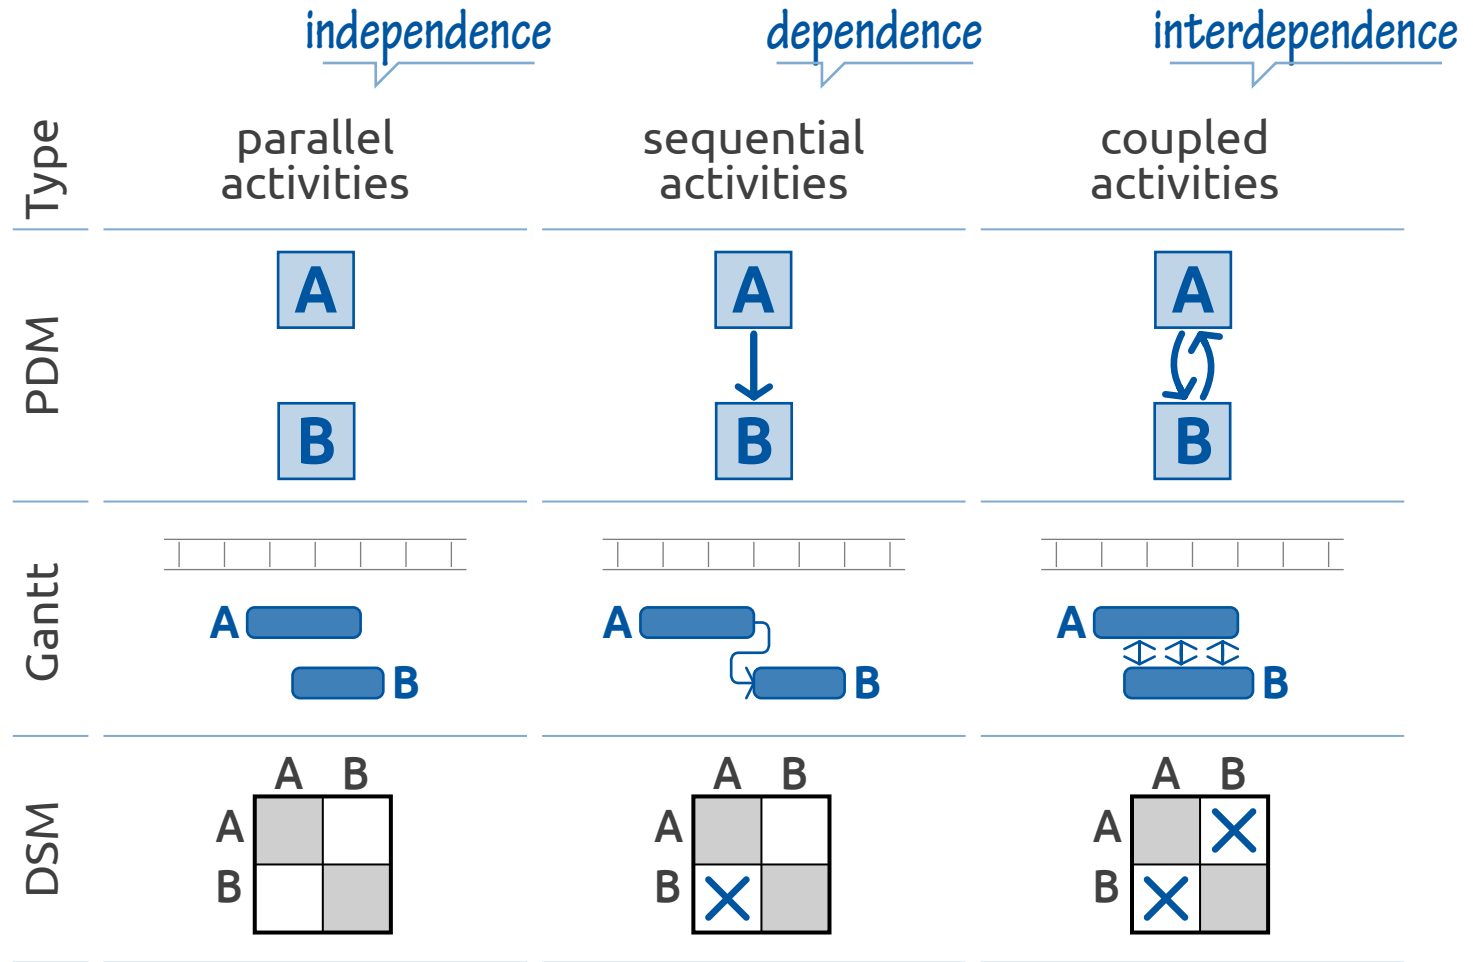 independence
dependence
interdependence
Type
parallel
activities
sequential
activities
coupled
activities
PDM
A
B
A
B
A
B
Gantt
A
B
A
B
A
B
DSM
A B
A
B
A B
A
B
A B
A
B